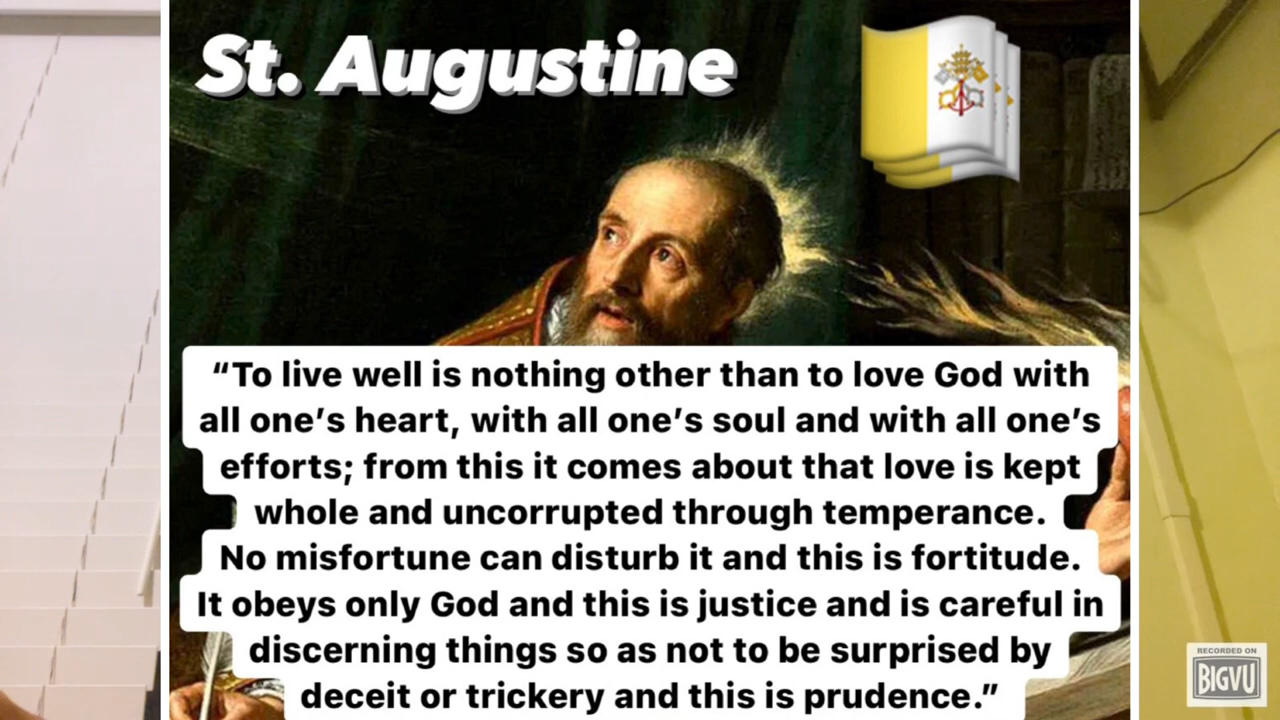 St. Augustine
“To live well is nothing other than to love God with
all one’s heart, with all one’s soul and with all one’s
efforts; from this it comes about that love is kept
whole and uncorrupted through temperance.
No misfortune can disturb it and this is fortitude.
It obeys only God and this is justice and is careful in
discerning things so as not to be surprised by
deceit or trickery and this is prudence.”
RECORDED ON
BIGVU